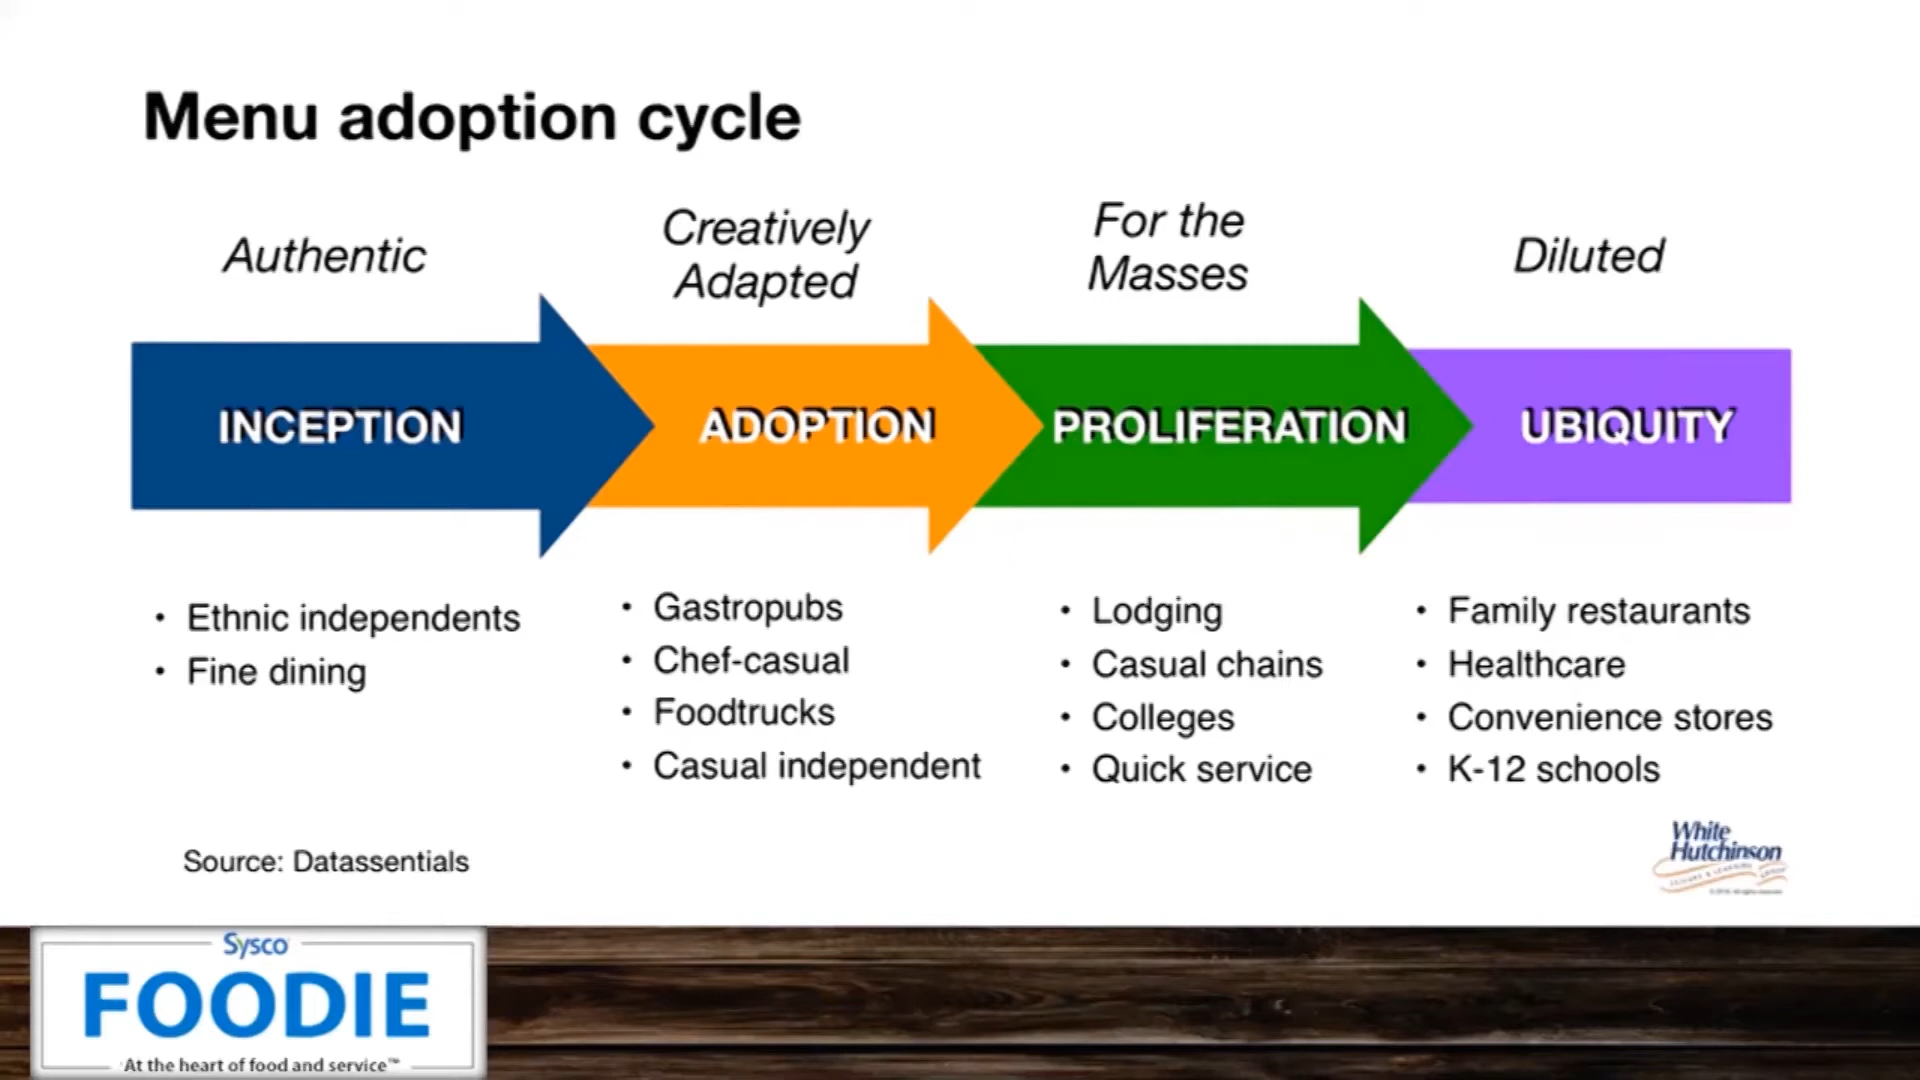 Menu adoption cycle
Authentic
Creatively
Adapted
For the
Masses
Diluted
INCEPTION
ADOPTION
PROLIFERATION
UBIQUITY
• Ethnic independents
• Fine dining
• Gastropubs
• Chef-casual
• Foodtrucks
• Casual independent
• Lodging
• Casual chains
• Colleges
• Quick service
• Family restaurants
• Healthcare
• Convenience stores
• K-12 schools
Source: Datassentials
White
Hutchinson
Sysco
FOODIE
At the heart of food and service™